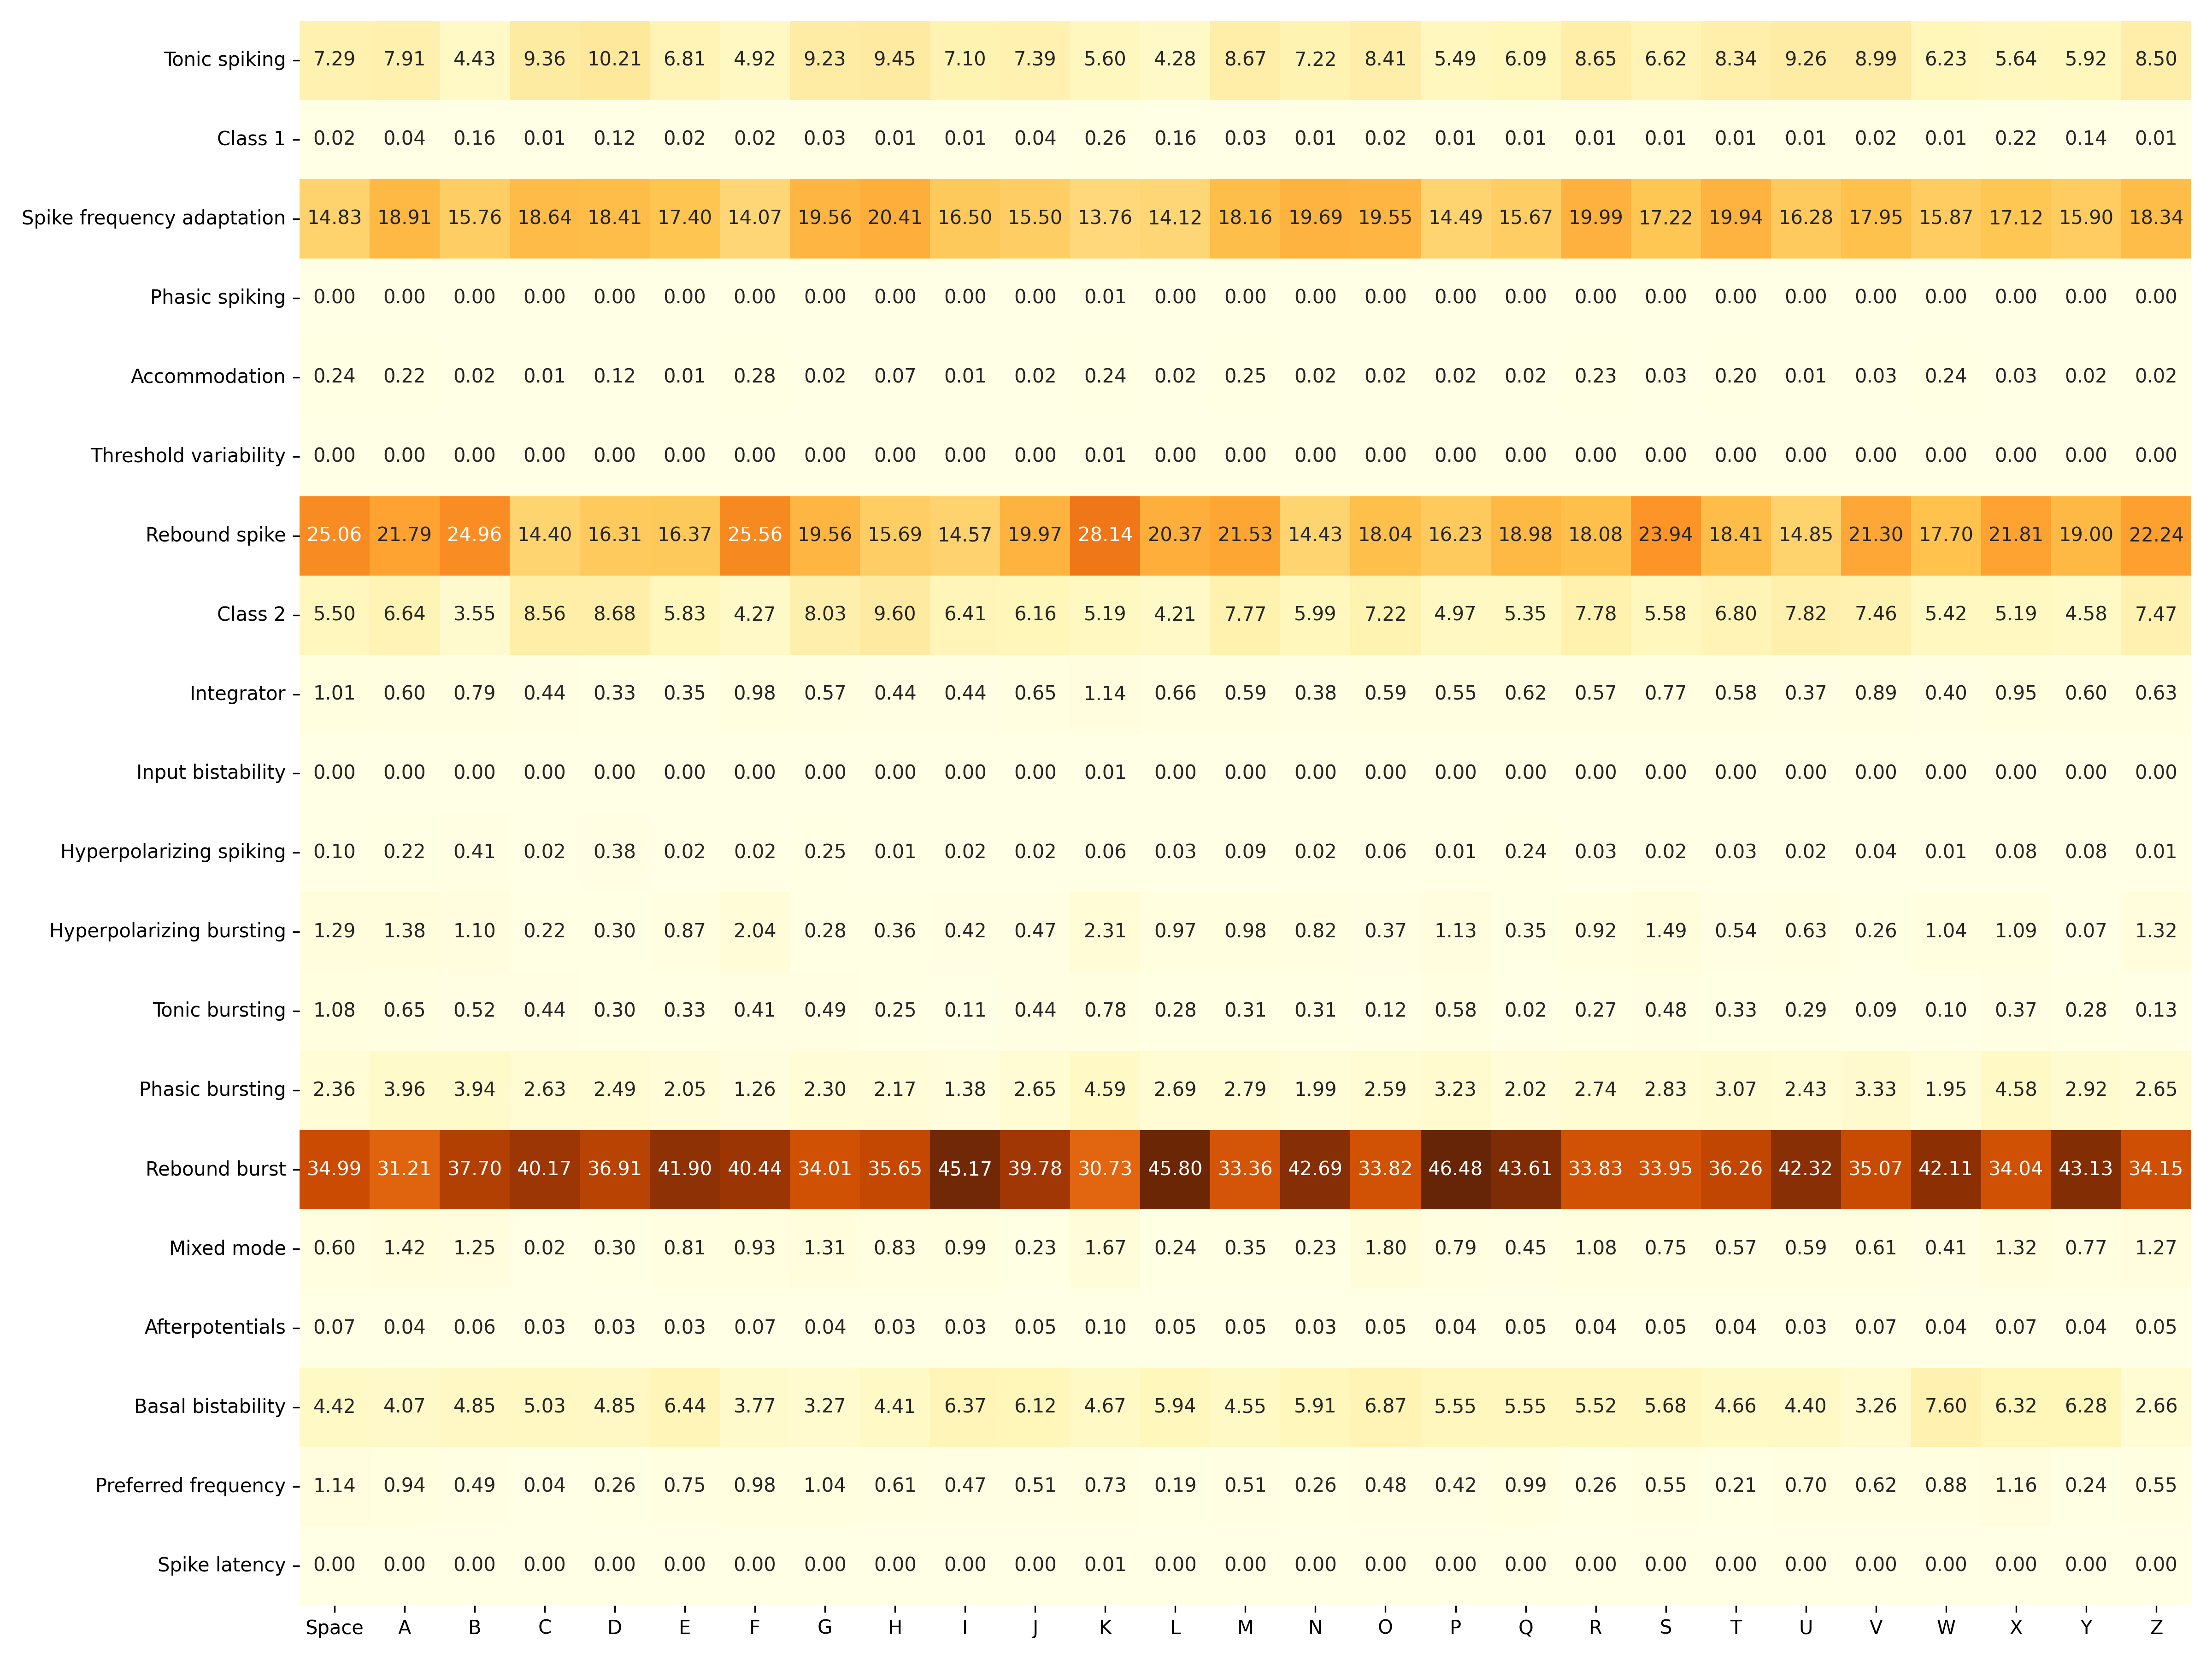 Tonic spiking 7.29 7.91 4.43 9.36 10.21 6.81 4.92 9.23 9.45 7.10 7.39 5.60 4.28 8.67 7.22 8.41 5.49 6.09 8.65 6.62 8.34 9.26 8.99 6.23 5.64 5.92 8.50
Class 1 0.02 0.04 0.16 0.01 0.12 0.02 0.02 0.03 0.01 0.01 0.04 0.26 0.16 0.03 0.01 0.02 0.01 0.01 0.01 0.01 0.01 0.01 0.02 0.01 0.22 0.14 0.01
Spike frequency adaptation 14.83 18.91 15.76 18.64 18.41 17.40 14.07 19.56 20.41 16.50 15.50 13.76 14.12 18.16 19.69 19.55 14.49 15.67 19.99 17.22 19.94 16.28 17.95 15.87 17.12 15.90 18.34
Phasic spiking 0.00 0.00 0.00 0.00 0.00 0.00 0.00 0.00 0.00 0.00 0.00 0.01 0.00 0.00 0.00 0.00 0.00 0.00 0.00 0.00 0.00 0.00 0.00 0.00 0.00 0.00 0.00
Accommodation 0.24 0.22 0.02 0.01 0.12 0.01 0.28 0.02 0.07 0.01 0.02 0.24 0.02 0.25 0.02 0.02 0.02 0.02 0.23 0.03 0.20 0.01 0.03 0.24 0.03 0.02 0.02
Threshold variability 0.00 0.00 0.00 0.00 0.00 0.00 0.00 0.00 0.00 0.00 0.00 0.01 0.00 0.00 0.00 0.00 0.00 0.00 0.00 0.00 0.00 0.00 0.00 0.00 0.00 0.00 0.00
Rebound spike 25.06 21.79 24.96 14.40 16.31 16.37 25.56 19.56 15.69 14.57 19.97 28.14 20.37 21.53 14.43 18.04 16.23 18.98 18.08 23.94 18.41 14.85 21.30 17.70 21.81 19.00 22.24
Class 2 5.50 6.64 3.55 8.56 8.68 5.83 4.27 8.03 9.60 6.41 6.16 5.19 4.21 7.77 5.99 7.22 4.97 5.35 7.78 5.58 6.80 7.82 7.46 5.42 5.19 4.58 7.47
Integrator 1.01 0.60 0.79 0.44 0.33 0.35 0.98 0.57 0.44 0.44 0.65 1.14 0.66 0.59 0.38 0.59 0.55 0.62 0.57 0.77 0.58 0.37 0.89 0.40 0.95 0.60 0.63
Input bistability 0.00 0.00 0.00 0.00 0.00 0.00 0.00 0.00 0.00 0.00 0.00 0.01 0.00 0.00 0.00 0.00 0.00 0.00 0.00 0.00 0.00 0.00 0.00 0.00 0.00 0.00 0.00
Hyperpolarizing spiking 0.10 0.22 0.41 0.02 0.38 0.02 0.02 0.25 0.01 0.02 0.02 0.06 0.03 0.09 0.02 0.06 0.01 0.24 0.03 0.02 0.03 0.02 0.04 0.01 0.08 0.08 0.01
Hyperpolarizing bursting 1.29 1.38 1.10 0.22 0.30 0.87 2.04 0.28 0.36 0.42 0.47 2.31 0.97 0.98 0.82 0.37 1.13 0.35 0.92 1.49 0.54 0.63 0.26 1.04 1.09 0.07 1.32
Tonic bursting 1.08 0.65 0.52 0.44 0.30 0.33 0.41 0.49 0.25 0.11 0.44 0.78 0.28 0.31 0.31 0.12 0.58 0.02 0.27 0.48 0.33 0.29 0.09 0.10 0.37 0.28 0.13
Phasic bursting 2.36 3.96 3.94 2.63 2.49 2.05 1.26 2.30 2.17 1.38 2.65 4.59 2.69 2.79 1.99 2.59 3.23 2.02 2.74 2.83 3.07 2.43 3.33 1.95 4.58 2.92 2.65
Rebound burst 34.99 31.21 37.70 40.17 36.91 41.90 40.44 34.01 35.65 45.17 39.78 30.73 45.80 33.36 42.69 33.82 46.48 43.61 33.83 33.95 36.26 42.32 35.07 42.11 34.04 43.13 34.15
Mixed mode 0.60 1.42 1.25 0.02 0.30 0.81 0.93 1.31 0.83 0.99 0.23 1.67 0.24 0.35 0.23 1.80 0.79 0.45 1.08 0.75 0.57 0.59 0.61 0.41 1.32 0.77 1.27
Afterpotentials 0.07 0.04 0.06 0.03 0.03 0.03 0.07 0.04 0.03 0.03 0.05 0.10 0.05 0.05 0.03 0.05 0.04 0.05 0.04 0.05 0.04 0.03 0.07 0.04 0.07 0.04 0.05
Basal bistability 4.42 4.07 4.85 5.03 4.85 6.44 3.77 3.27 4.41 6.37 6.12 4.67 5.94 4.55 5.91 6.87 5.55 5.55 5.52 5.68 4.66 4.40 3.26 7.60 6.32 6.28 2.66
Preferred frequency 1.14 0.94 0.49 0.04 0.26 0.75 0.98 1.04 0.61 0.47 0.51 0.73 0.19 0.51 0.26 0.48 0.42 0.99 0.26 0.55 0.21 0.70 0.62 0.88 1.16 0.24 0.55
Spike latency 0.00 0.00 0.00 0.00 0.00 0.00 0.00 0.00 0.00 0.00 0.00 0.01 0.00 0.00 0.00 0.00 0.00 0.00 0.00 0.00 0.00 0.00 0.00 0.00 0.00 0.00 0.00
Space A B C D E F G H I J K L M N O P Q R S T U V W X Y Z